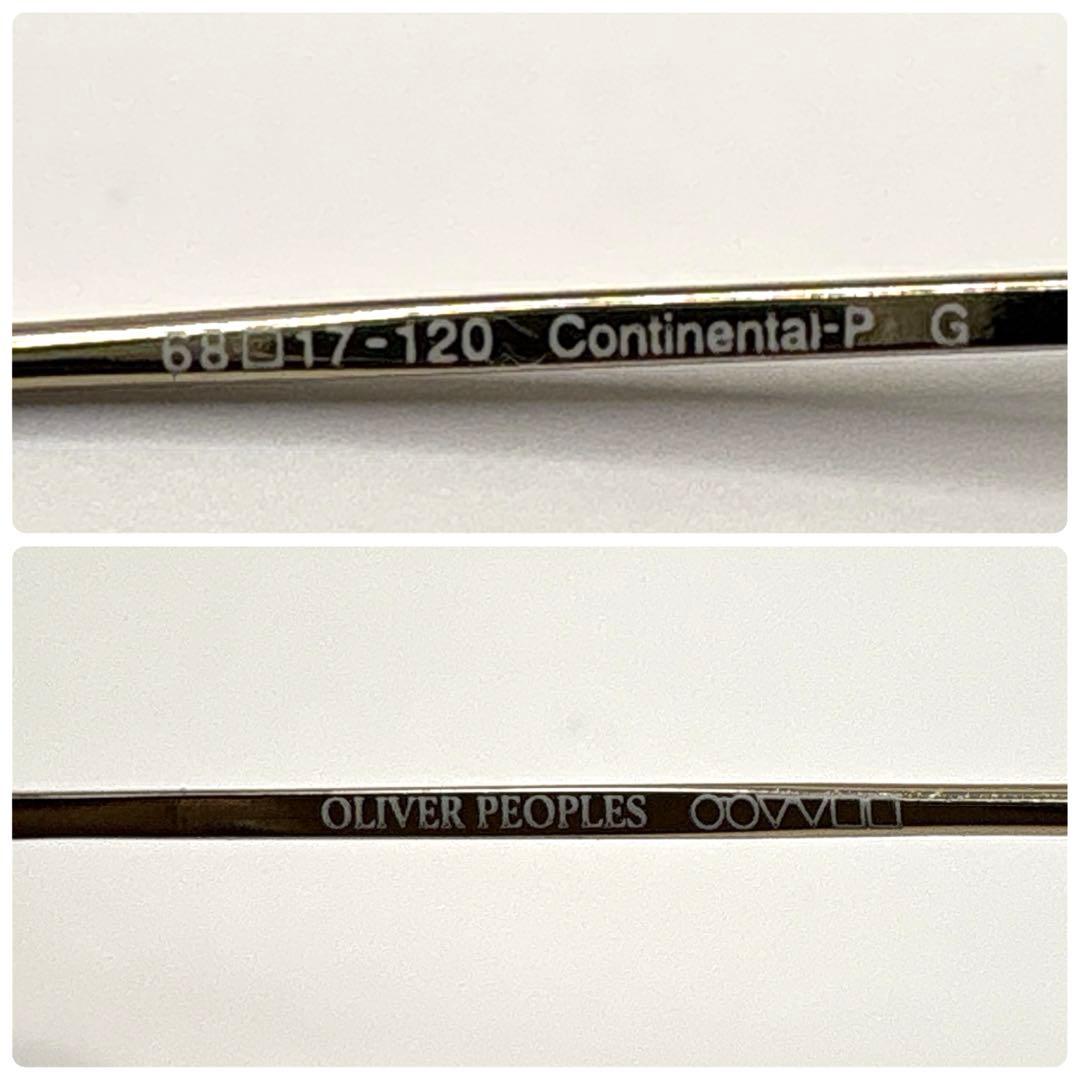 68□17-120 Continental-P G
OLIVER PEOPLES